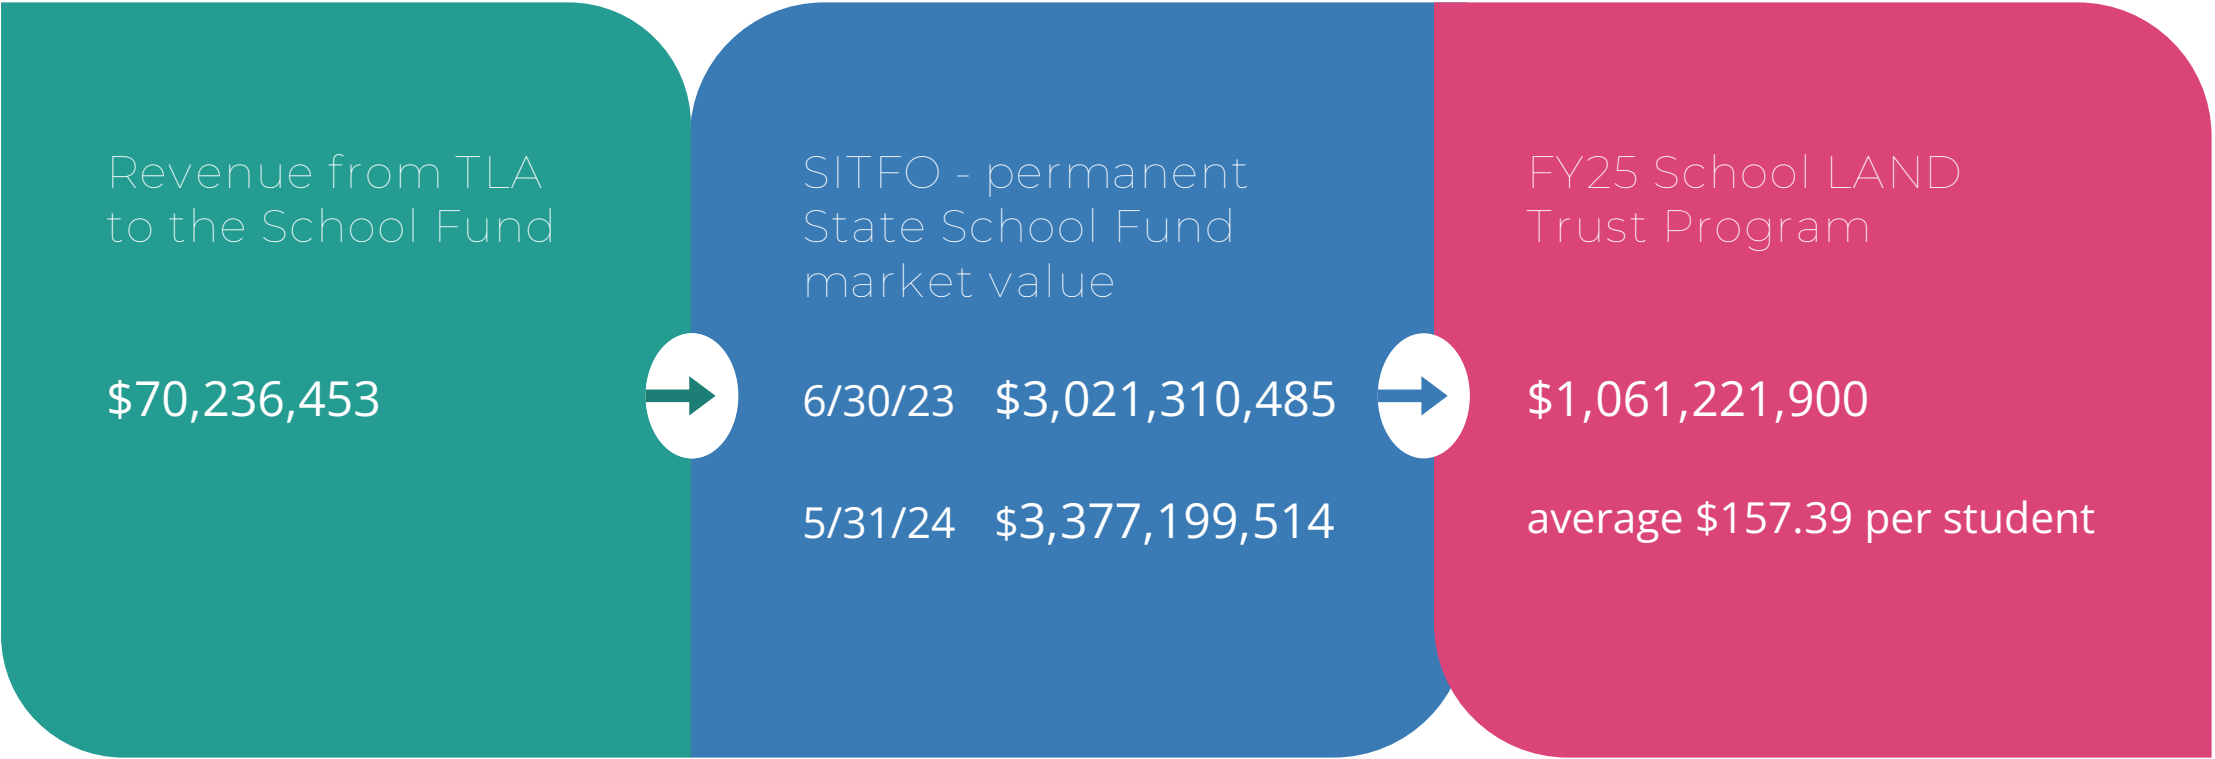 Revenue from TLA
to the School Fund
$70,236,453
SITFO - permanent
State School Fund
market value
6/30/23 $3,021,310,485
5/31/24 $3,377,199,514
FY25 School LAND
Trust Program
$1,061,221,900
average $157.39 per student